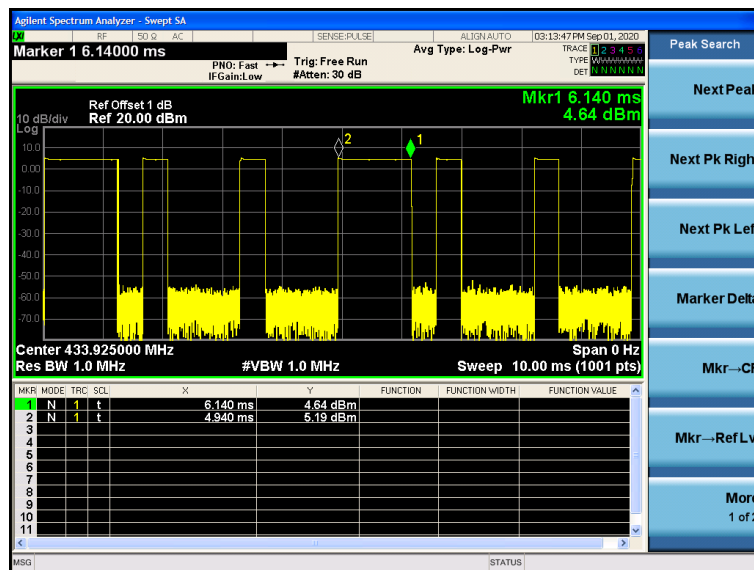 Agilent Spectrum Analyzer - Swept SA
LXI RF 50 Ω AC SENSE:PULSE ALIGN AUTO 03:13:47 PM Sep 01, 2020
Marker 1 6.14000 ms
PNO: Fast
IFGain:Low
Trig: Free Run
#Atten: 30 dB
Avg Type: Log-Pwr
TRACE 1 2 3 4 5 6
TYPE WWWWWW
DET N N N N N N
Ref Offset 1 dB
10 dB/div Ref 20.00 dBm
Log
Mkr1 6.140 ms
4.64 dBm
10.0
0.00
-10.0
-20.0
-30.0
-40.0
-50.0
-60.0
-70.0
2
1
Center 433.925000 MHz Span 0 Hz
Res BW 1.0 MHz #VBW 1.0 MHz Sweep 10.00 ms (1001 pts)
MKR MODE TRC SCL X Y FUNCTION FUNCTION WIDTH FUNCTION VALUE
1 N 1 t 6.140 ms 4.64 dBm
2 N 1 t 4.940 ms 5.19 dBm
3
4
5
6
7
8
9
10
11
MSG STATUS
Peak Search
Next Peak
Next Pk Righ
Next Pk Lef
Marker Delta
Mkr→CF
Mkr→Ref Lv
More
1 of 2